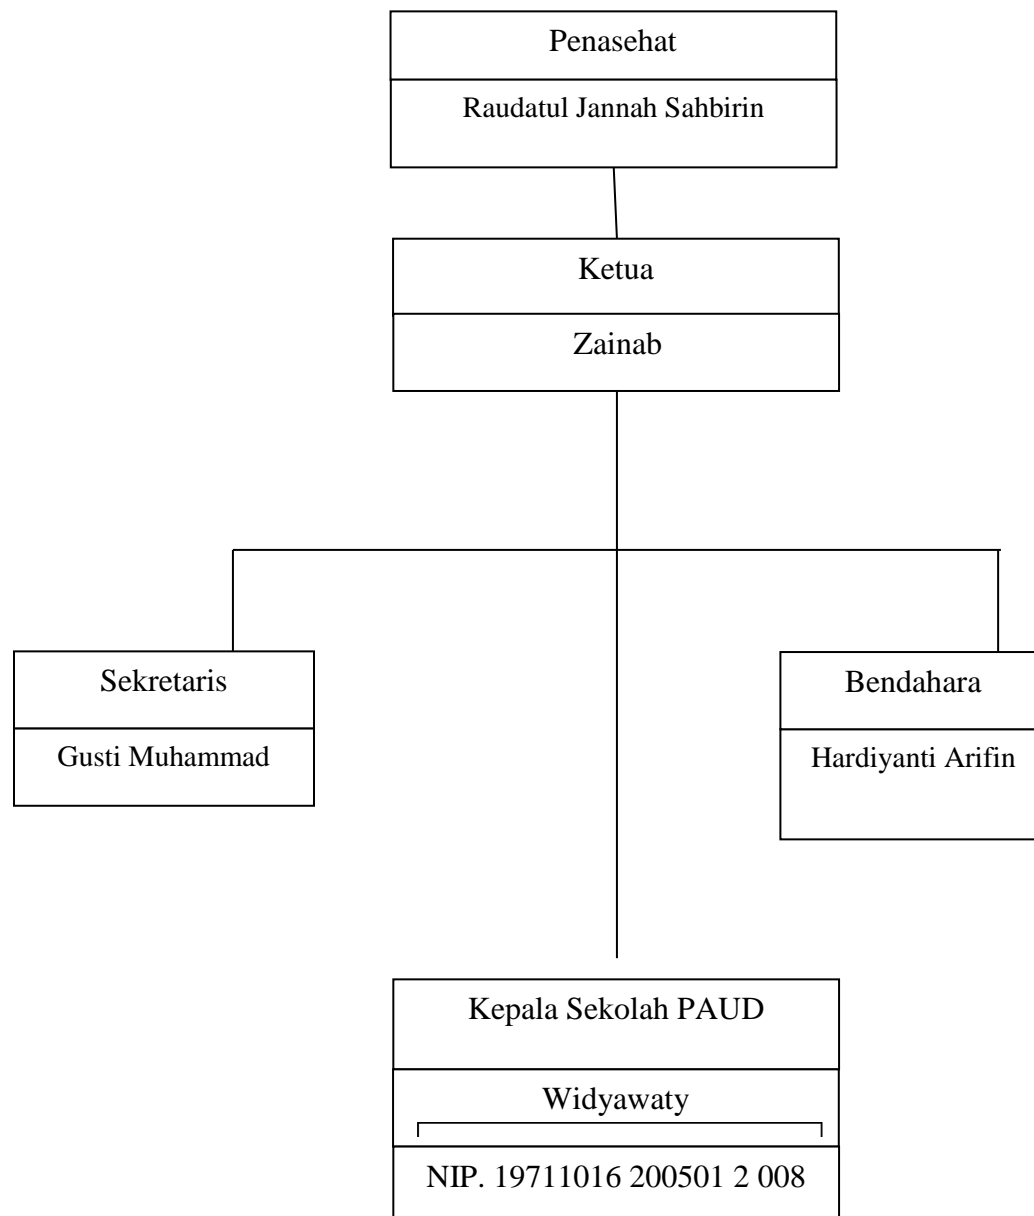 Penasehat
Raudatul Jannah Sahbirin
Ketua
Zainab
Sekretaris
Gusti Muhammad
Bendahara
Hardiyanti Arifin
Kepala Sekolah PAUD
Widyawaty
NIP. 19711016 200501 2 008